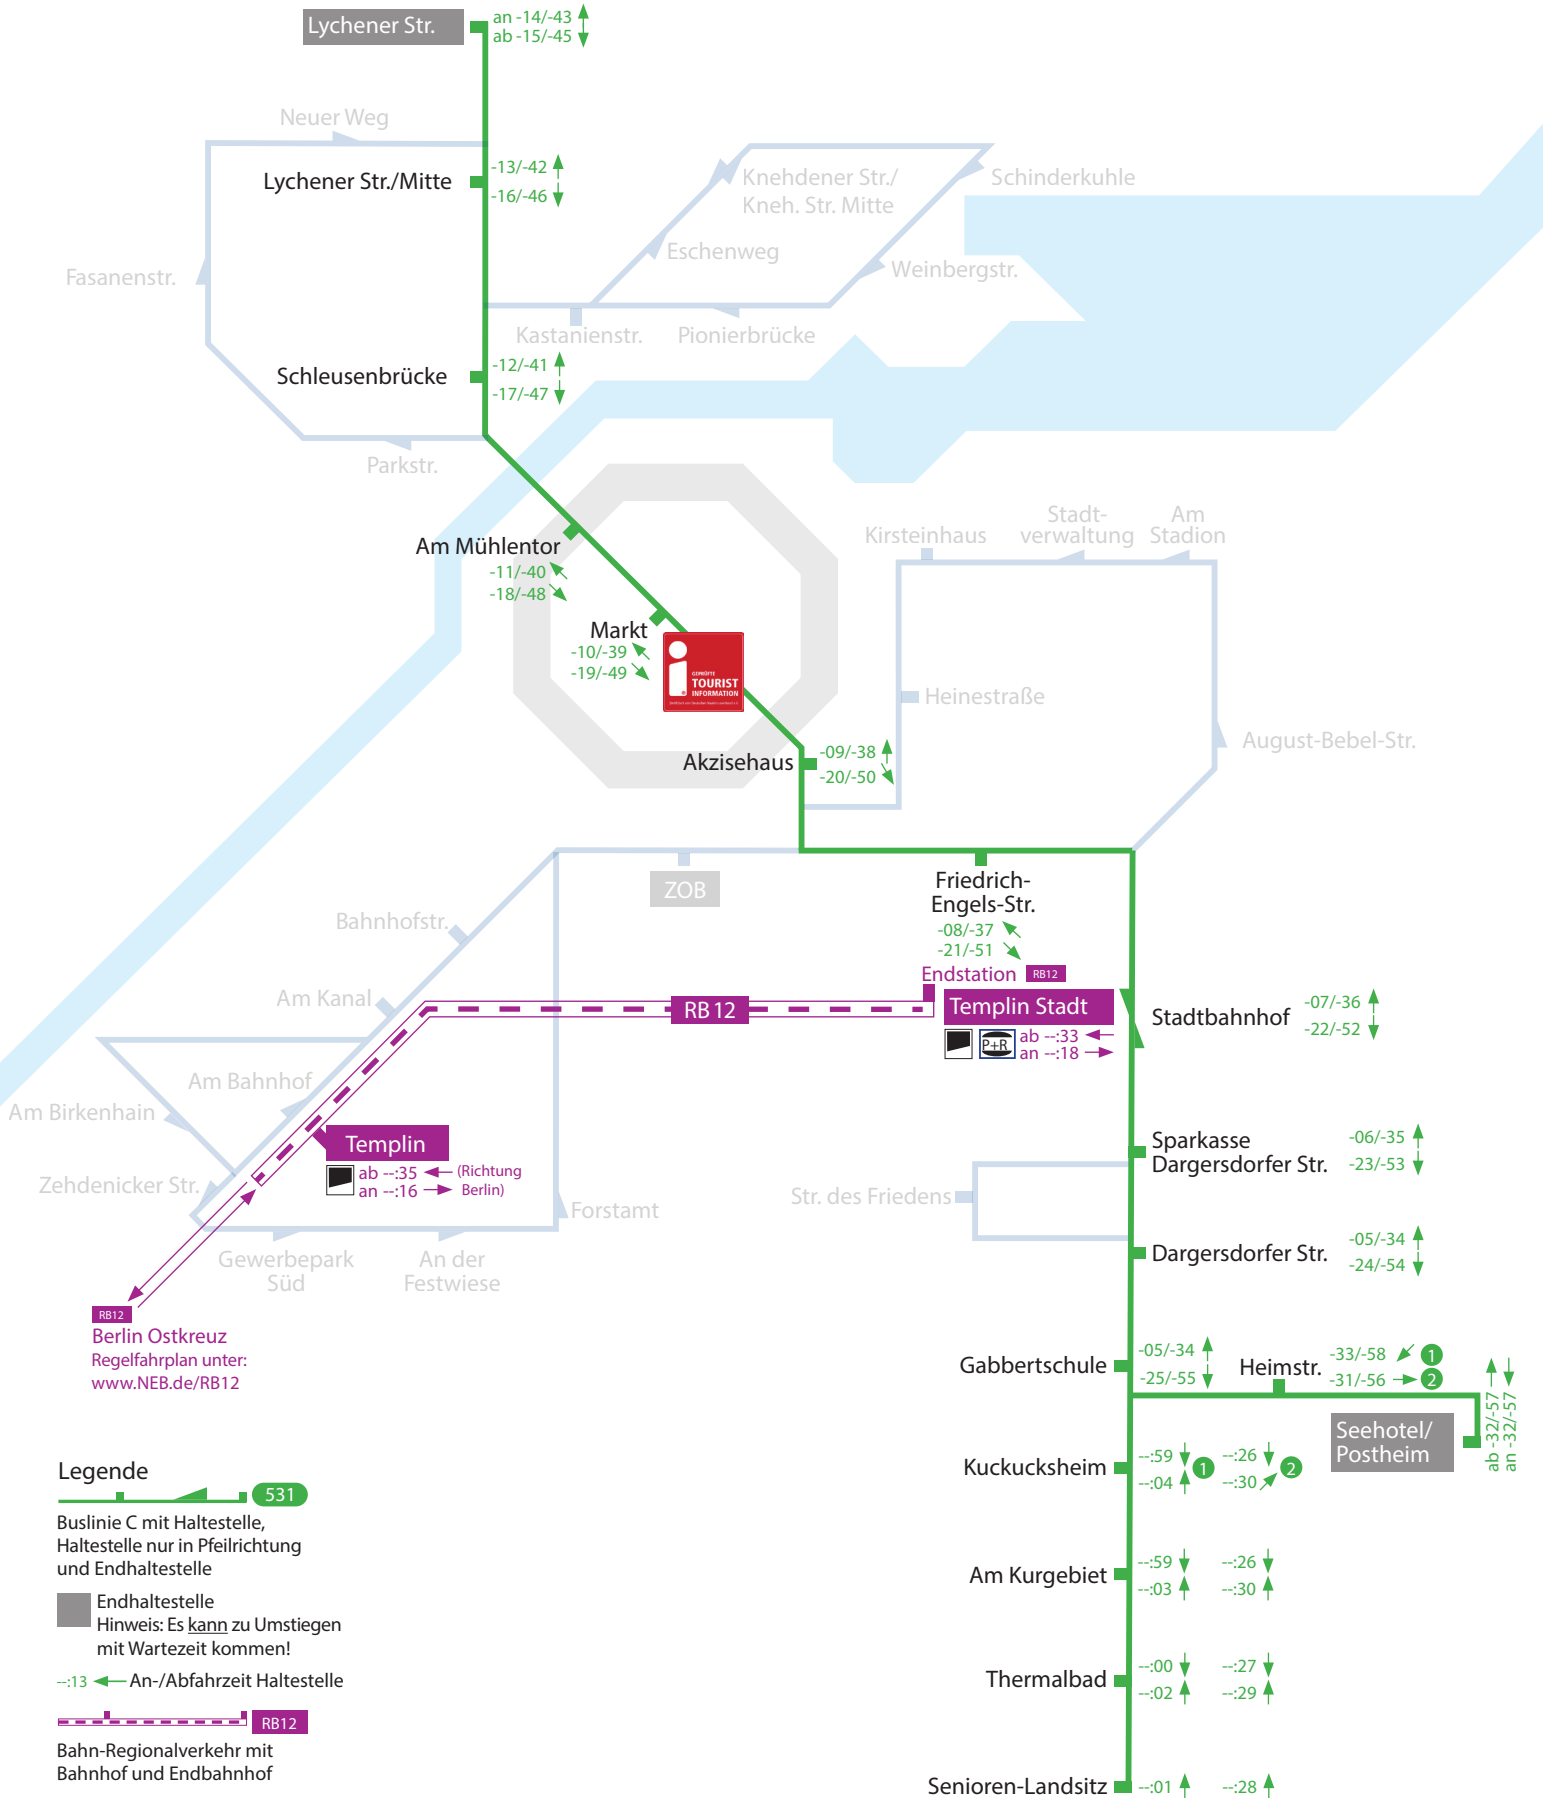 Lychener Str.
an -14/-43
ab -15/-45
Neuer Weg
Lychener Str./Mitte
-13/-42
-16/-46
Knehdener Str./
Kneh. Str. Mitte
Schinderkuhle
Eschenweg
Weinbergstr.
Fasanenstr.
Kastanienstr.
Pionierbrücke
Schleusenbrücke
-12/-41
-17/-47
Parkstr.
Am Mühlentor
-11/-40
-18/-48
Kirsteinhaus
Stadt-
verwaltung
Am
Stadion
Markt
-10/-39
-19/-49
i
GEPRÜFTE
TOURIST
INFORMATION
Heinestraße
August-Bebel-Str.
Akzisehaus
-09/-38
-20/-50
ZOB
Friedrich-
Engels-Str.
-08/-37
-21/-51
Bahnhofstr.
Endstation RB12
Am Kanal
RB 12
Templin Stadt
P+R
ab --:33
an --:18
Stadtbahnhof
-07/-36
-22/-52
Am Bahnhof
Am Birkenhain
Templin
ab --:35 (Richtung
an --:16 Berlin)
Sparkasse
Dargersdorfer Str.
-06/-35
-23/-53
Zehdenicker Str.
Str. des Friedens
Forstamt
Gewerbepark
Süd
An der
Festwiese
Dargersdorfer Str.
-05/-34
-24/-54
RB12
Berlin Ostkreuz
Regelfahrplan unter:
www.NEB.de/RB12
Gabbertschule
-05/-34
-25/-55
Heimstr.
-33/-58 1
-31/-56 2
Seehotel/
Postheim
ab -32/-57
an -32/-57
Kuckucksheim
--:59 --:26
--:04 1 --:30 2
Am Kurgebiet
--:59 --:26
--:03 --:30
Thermalbad
--:00 --:27
--:02 --:29
Senioren-Landsitz
--:01 --:28
Legende
531
Buslinie C mit Haltestelle,
Haltestelle nur in Pfeilrichtung
und Endhaltestelle
Endhaltestelle
Hinweis: Es kann zu Umstiegen
mit Wartezeit kommen!
--:13 An-/Abfahrzeit Haltestelle
RB12
Bahn-Regionalverkehr mit
Bahnhof und Endbahnhof